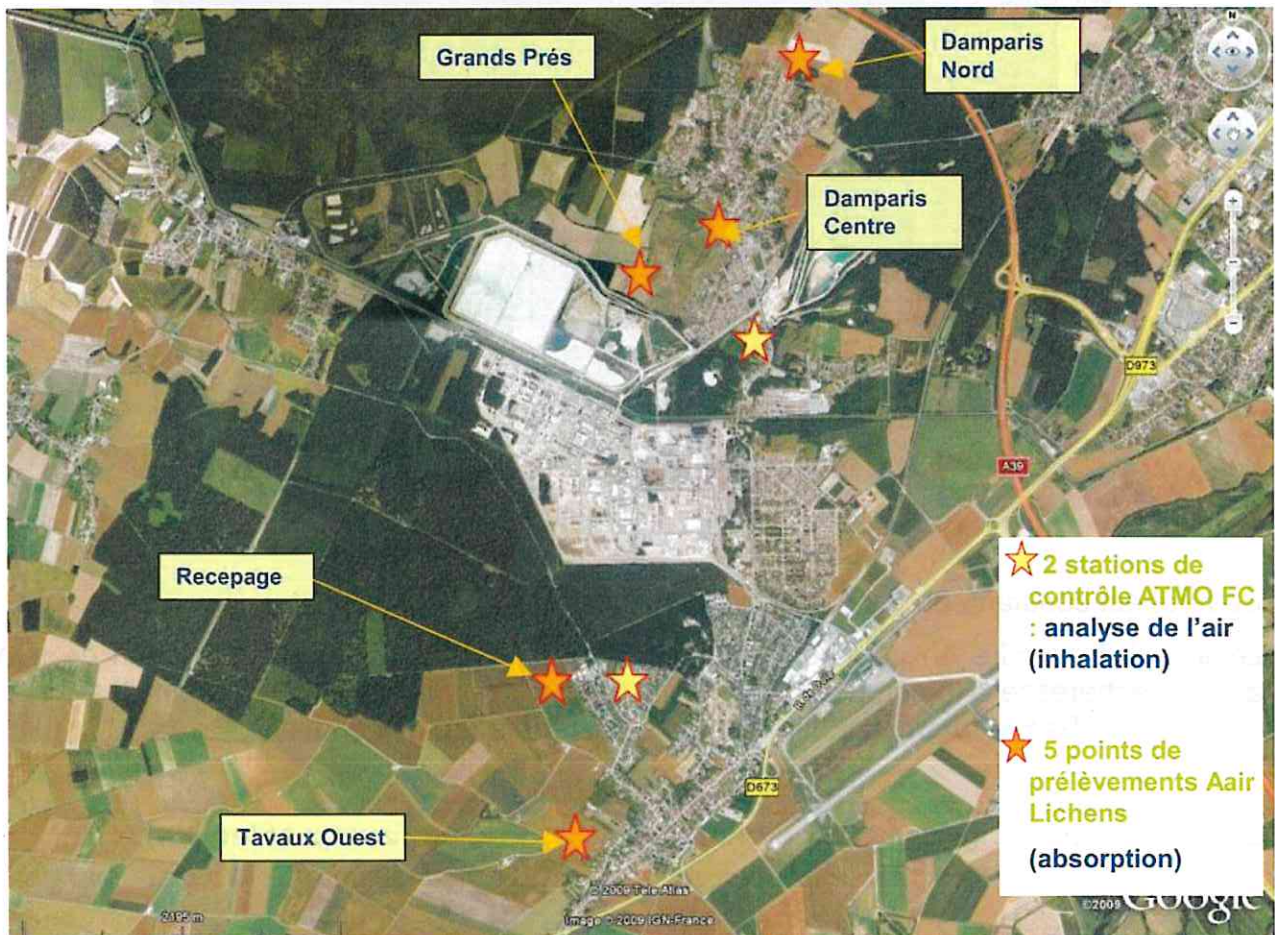 N
Grands Prés
Damparis
Nord
Damparis
Centre
D973
A39
Recepage
2 stations de
contrôle ATMO FC
: analyse de l'air
(inhalation)
5 points de
prélèvements Aair
Lichens
(absorption)
D673
Tavaux Ouest
© 2009 Tele Atlas
Image © 2009 IGN-France
2195 m
©2009 Google